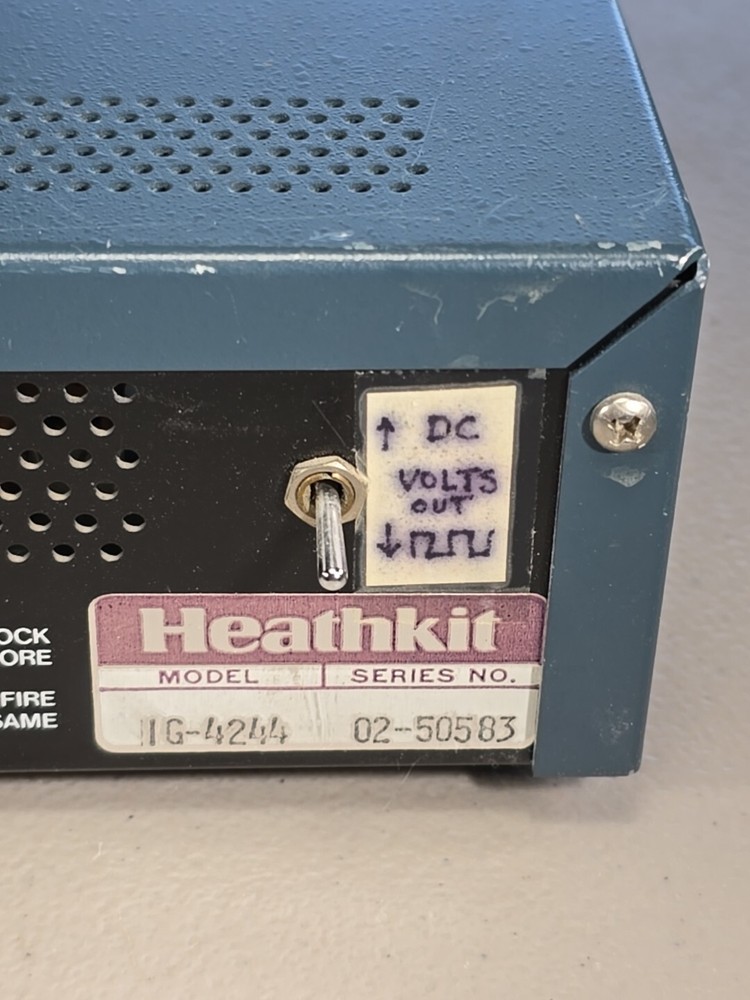 ↑ DC
VOLTS
OUT
↓
OCK
ORE
FIRE
SAME
Heathkit
MODEL SERIES NO.
IG-4244 02-50583